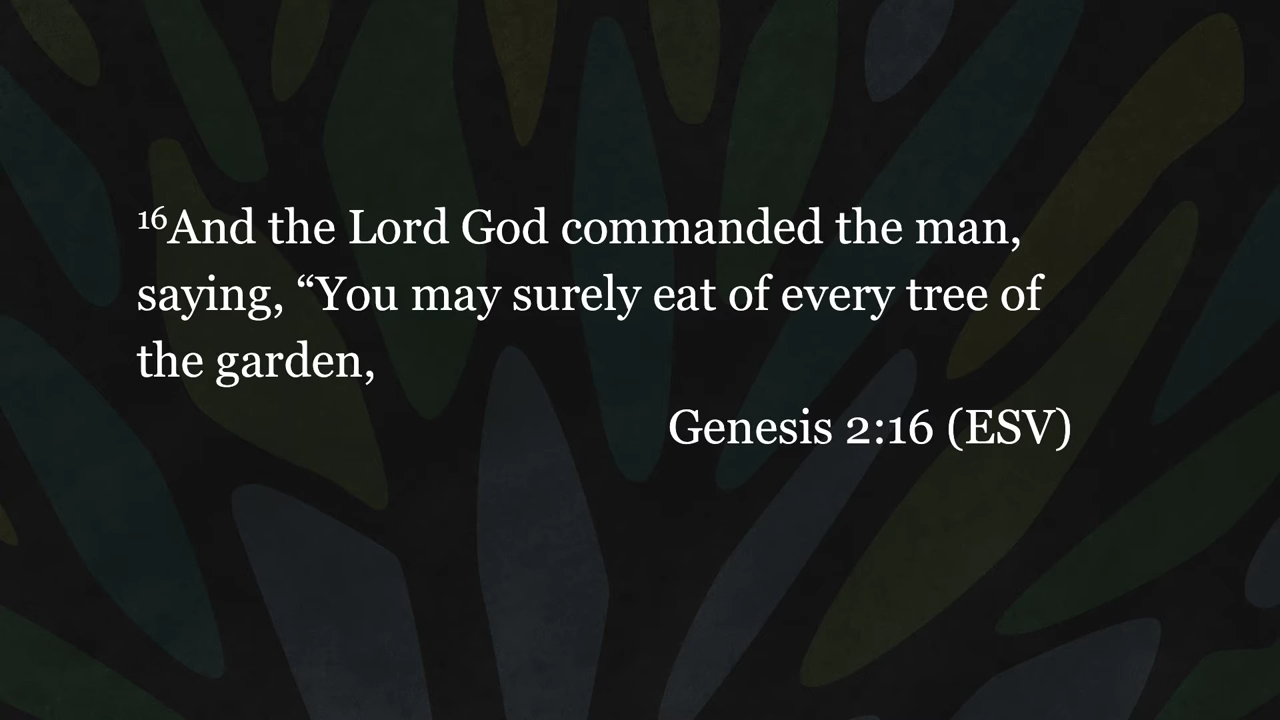 16And the Lord God commanded the man,
saying, “You may surely eat of every tree of
the garden,
Genesis 2:16 (ESV)